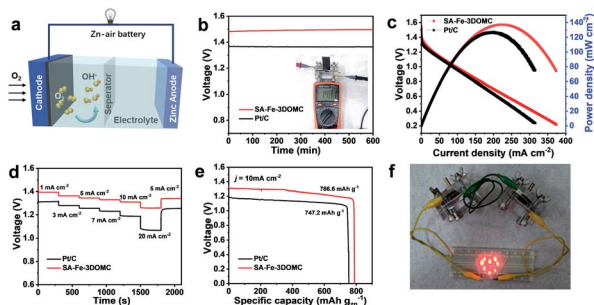 a
Zn-air battery
O2
Cathode
O2
OH-
Seperator
Electrolyte
Zinc Anode
b
Voltage (V)
1.6
1.4
1.2
1.0
0.8
SA-Fe-3DOMC
Pt/C
0 100 200 300 400 500 600
Time (min)
c
Voltage (V)
1.8
1.6
1.4
1.2
1.0
0.8
0.6
0.4
0.2
SA-Fe-3DOMC
Pt/C
140
120
100
80
60
40
20
0
Power density (mW cm-2)
0 50 100 150 200 250 300 350 400
Current density (mA cm-2)
d
Voltage (V)
1.6
1.4
1.2
1.0
1 mA cm-2
5 mA cm-2
10 mA cm-2
5 mA cm-2
3 mA cm-2
7 mA cm-2
20 mA cm-2
Pt/C
SA-Fe-3DOMC
0 500 1000 1500 2000
Time (s)
e
Voltage (V)
1.6
1.4
1.2
1.0
0.8
0.6
0.4
j = 10mA cm-2
786.6 mAh g-1
747.2 mAh g-1
Pt/C
SA-Fe-3DOMC
0 200 400 600 800
Specific capacity (mAh gzn-1)
f